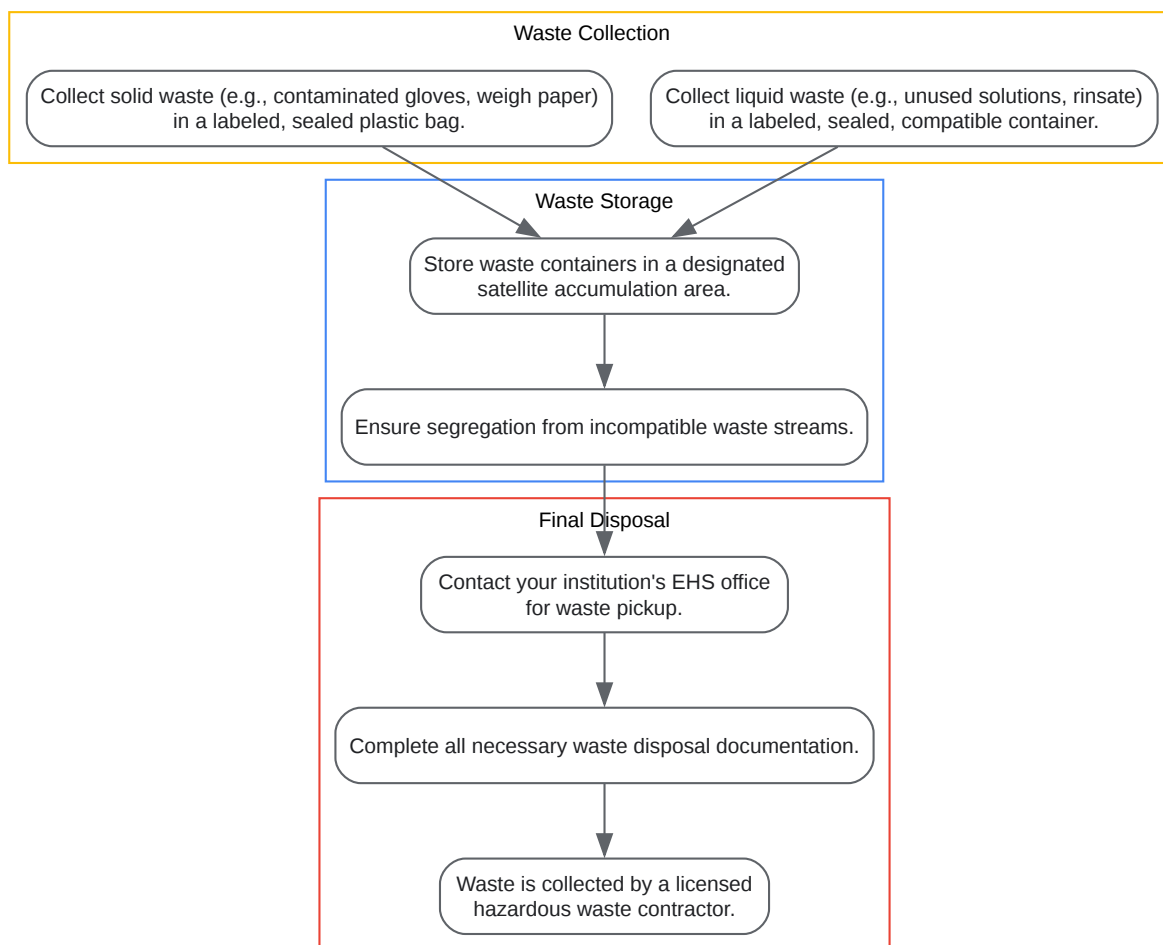 Waste Collection
Collect solid waste (e.g., contaminated gloves, weigh paper)
in a labeled, sealed plastic bag.
Collect liquid waste (e.g., unused solutions, rinsate)
in a labeled, sealed, compatible container.
Waste Storage
Store waste containers in a designated
satellite accumulation area.
Ensure segregation from incompatible waste streams.
Final Disposal
Contact your institution's EHS office
for waste pickup.
Complete all necessary waste disposal documentation.
Waste is collected by a licensed
hazardous waste contractor.